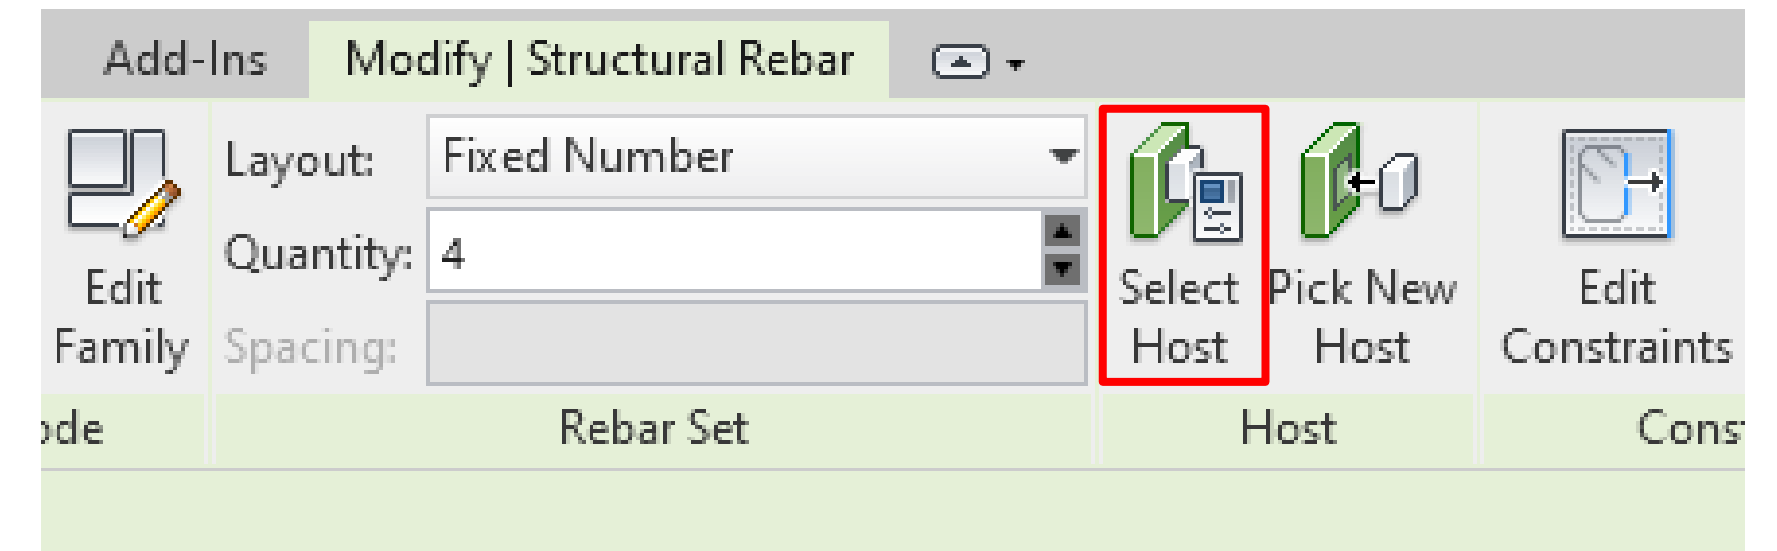 Add-Ins
Modify | Structural Rebar
Edit
Family
Layout:
Fixed Number
Quantity:
4
Spacing:
Select
Host
Pick New
Host
Edit
Constraints
Rebar Set
Host